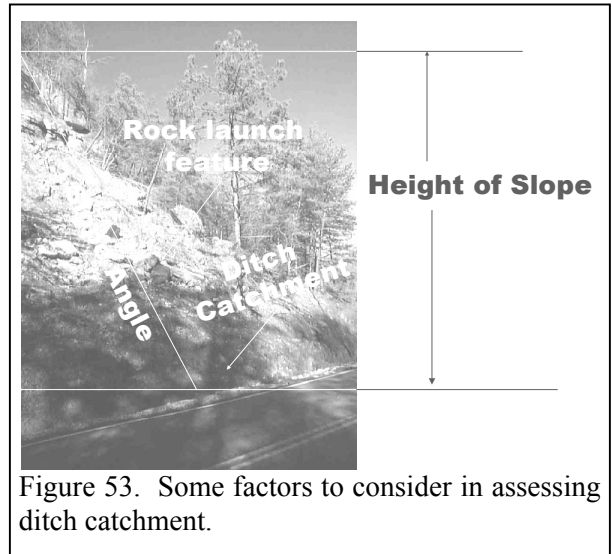 Rock launch
feature
Height of Slope
Ditch
Catchment
Angle
Figure 53. Some factors to consider in assessing
ditch catchment.